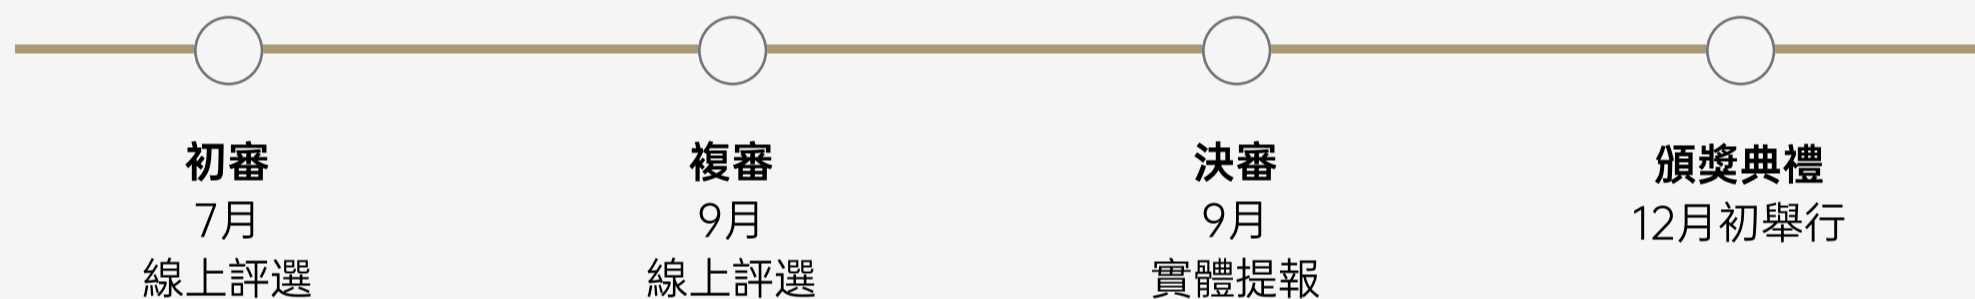 初審
7月
線上評選
複審
9月
線上評選
決審
9月
實體提報
頒獎典禮
12月初舉行